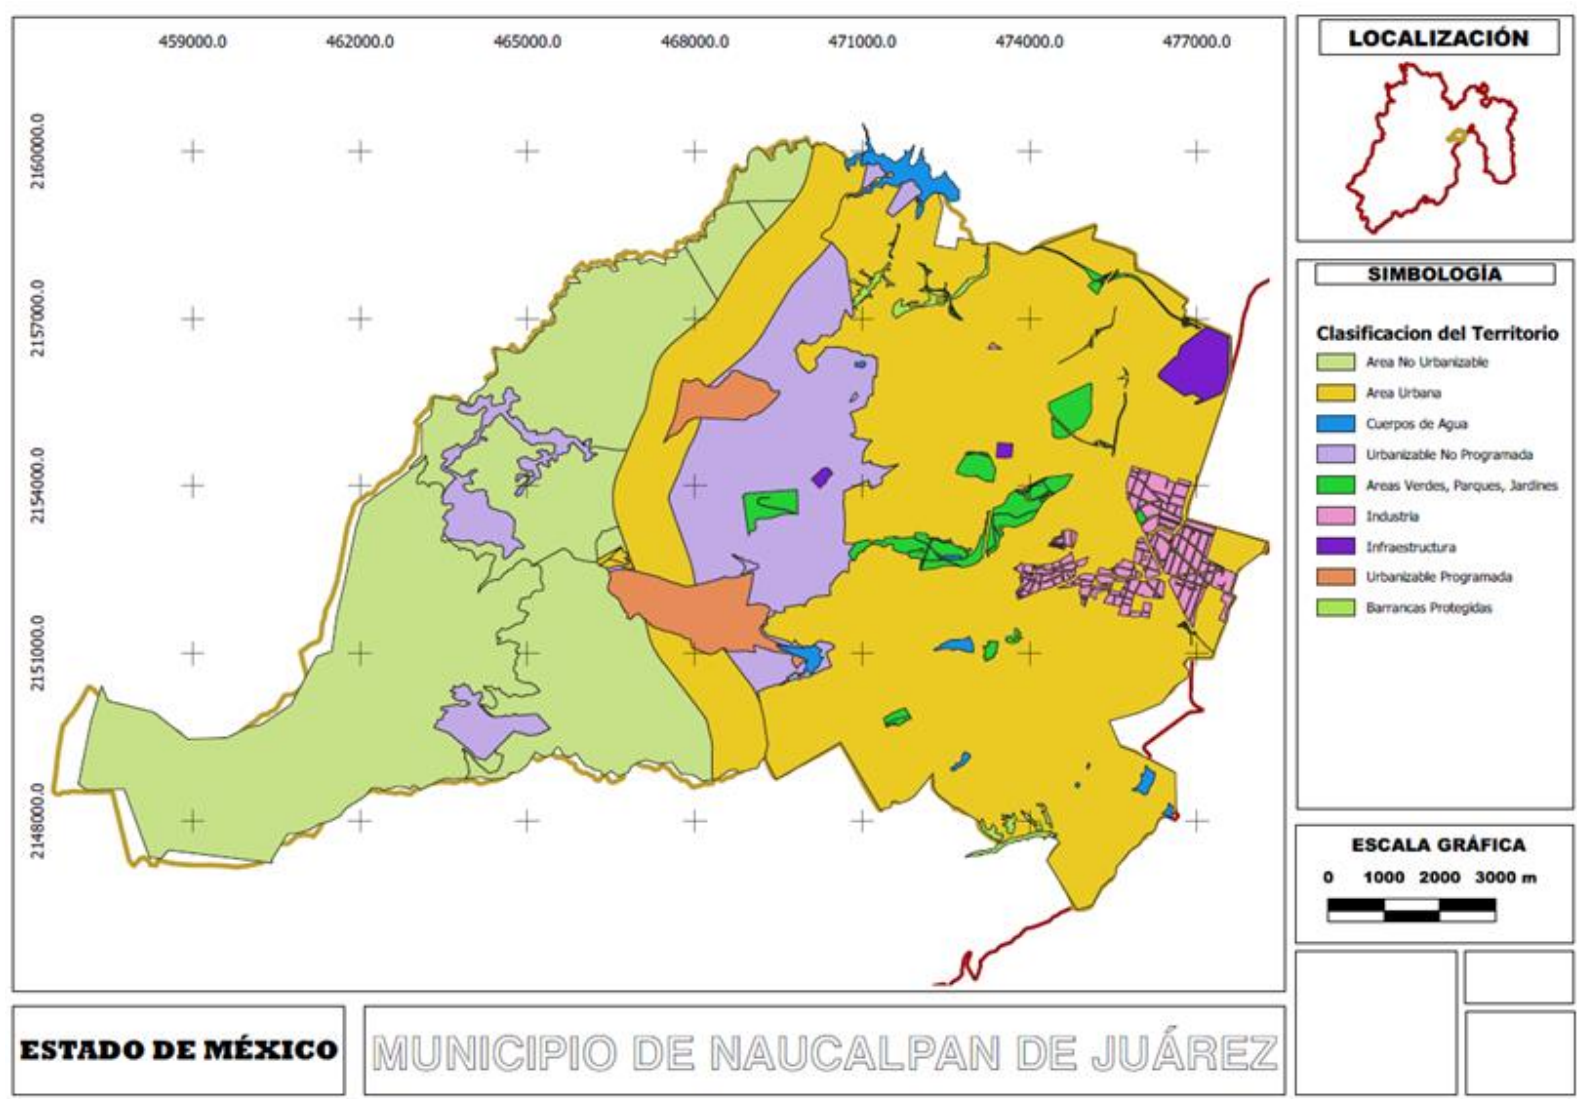 459000.0 462000.0 465000.0 468000.0 471000.0 474000.0 477000.0
2160000.0
2157000.0
2154000.0
2151000.0
2148000.0
LOCALIZACIÓN
SIMBOLOGÍA
Clasificacion del Territorio
Area No Urbanizable
Area Urbana
Cuerpos de Agua
Urbanizable No Programada
Areas Verdes, Parques, Jardines
Industria
Infraestructura
Urbanizable Programada
Barrancas Protegidas
ESCALA GRÁFICA
0 1000 2000 3000 m
ESTADO DE MÉXICO
MUNICIPIO DE NAUCALPAN DE JUÁREZ